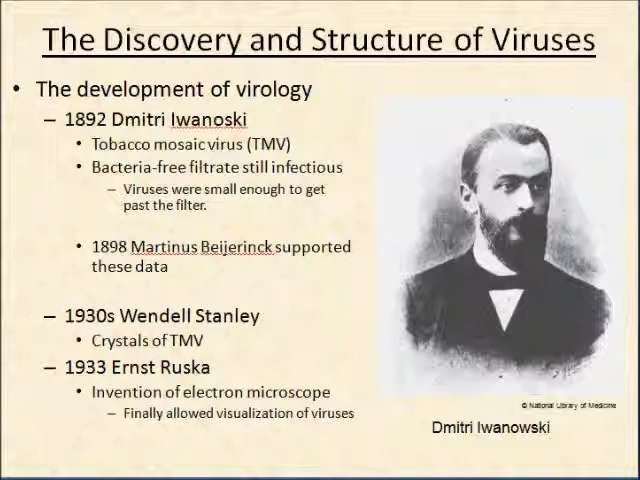 The Discovery and Structure of Viruses
• The development of virology
– 1892 Dmitri Iwanoski
• Tobacco mosaic virus (TMV)
• Bacteria-free filtrate still infectious
– Viruses were small enough to get
past the filter.
• 1898 Martinus Beijerinck supported
these data
– 1930s Wendell Stanley
• Crystals of TMV
– 1933 Ernst Ruska
• Invention of electron microscope
– Finally allowed visualization of viruses
© National Library of Medicine
Dmitri Iwanowski